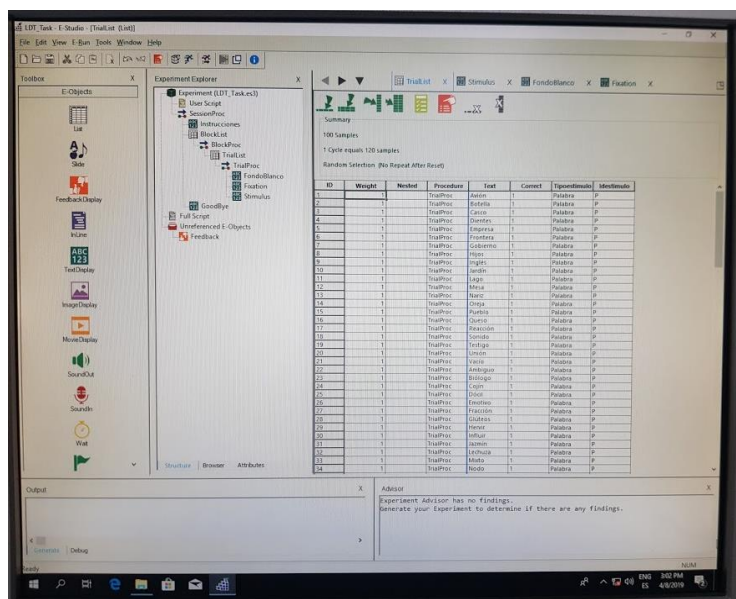 LDT_Task - E-Studio - [TrialList (List)]
File Edit View E-Run Tools Window Help
Toolbox X
E-Objects
List
Slide
FeedbackDisplay
InLine
ABC
123
TextDisplay
ImageDisplay
MovieDisplay
SoundOut
SoundIn
Wait
Experiment Explorer X
Experiment (LDT_Task.es3)
User Script
SessionProc
Instrucciones
BlockList
BlockProc
TrialList
TrialProc
FondoBlanco
Fixation
Stimulus
GoodBye
Full Script
Unreferenced E-Objects
Feedback
Structure Browser Attributes
TrialList X Stimulus X FondoBlanco X Fixation X
Summary
100 Samples
1 Cycle equals 120 samples
Random Selection (No Repeat After Reset)
ID Weight Nested Procedure Text Correct Tipoestimulo Idestimulo
1 1 TrialProc Avión 1 Palabra P
2 1 TrialProc Botella 1 Palabra P
3 1 TrialProc Casco 1 Palabra P
4 1 TrialProc Dientes 1 Palabra P
5 1 TrialProc Empresa 1 Palabra P
6 1 TrialProc Frontera 1 Palabra P
7 1 TrialProc Gobierno 1 Palabra P
8 1 TrialProc Hijos 1 Palabra P
9 1 TrialProc Inglés 1 Palabra P
10 1 TrialProc Jardín 1 Palabra P
11 1 TrialProc Lago 1 Palabra P
12 1 TrialProc Mesa 1 Palabra P
13 1 TrialProc Nariz 1 Palabra P
14 1 TrialProc Oreja 1 Palabra P
15 1 TrialProc Pueblo 1 Palabra P
16 1 TrialProc Queso 1 Palabra P
17 1 TrialProc Reacción 1 Palabra P
18 1 TrialProc Sonido 1 Palabra P
19 1 TrialProc Testigo 1 Palabra P
20 1 TrialProc Unión 1 Palabra P
21 1 TrialProc Vacío 1 Palabra P
22 1 TrialProc Ambiguo 1 Palabra P
23 1 TrialProc Biólogo 1 Palabra P
24 1 TrialProc Cojín 1 Palabra P
25 1 TrialProc Dócil 1 Palabra P
26 1 TrialProc Emotivo 1 Palabra P
27 1 TrialProc Fracción 1 Palabra P
28 1 TrialProc Glúteos 1 Palabra P
29 1 TrialProc Hervir 1 Palabra P
30 1 TrialProc Influir 1 Palabra P
31 1 TrialProc Jazmín 1 Palabra P
32 1 TrialProc Lechuza 1 Palabra P
33 1 TrialProc Mixto 1 Palabra P
34 1 TrialProc Nodo 1 Palabra P
Output X
Generate Debug
Advisor X
Experiment Advisor has no findings.
Generate your Experiment to determine if there are any findings.
Ready NUM
ENG 3:02 PM
ES 4/8/2019